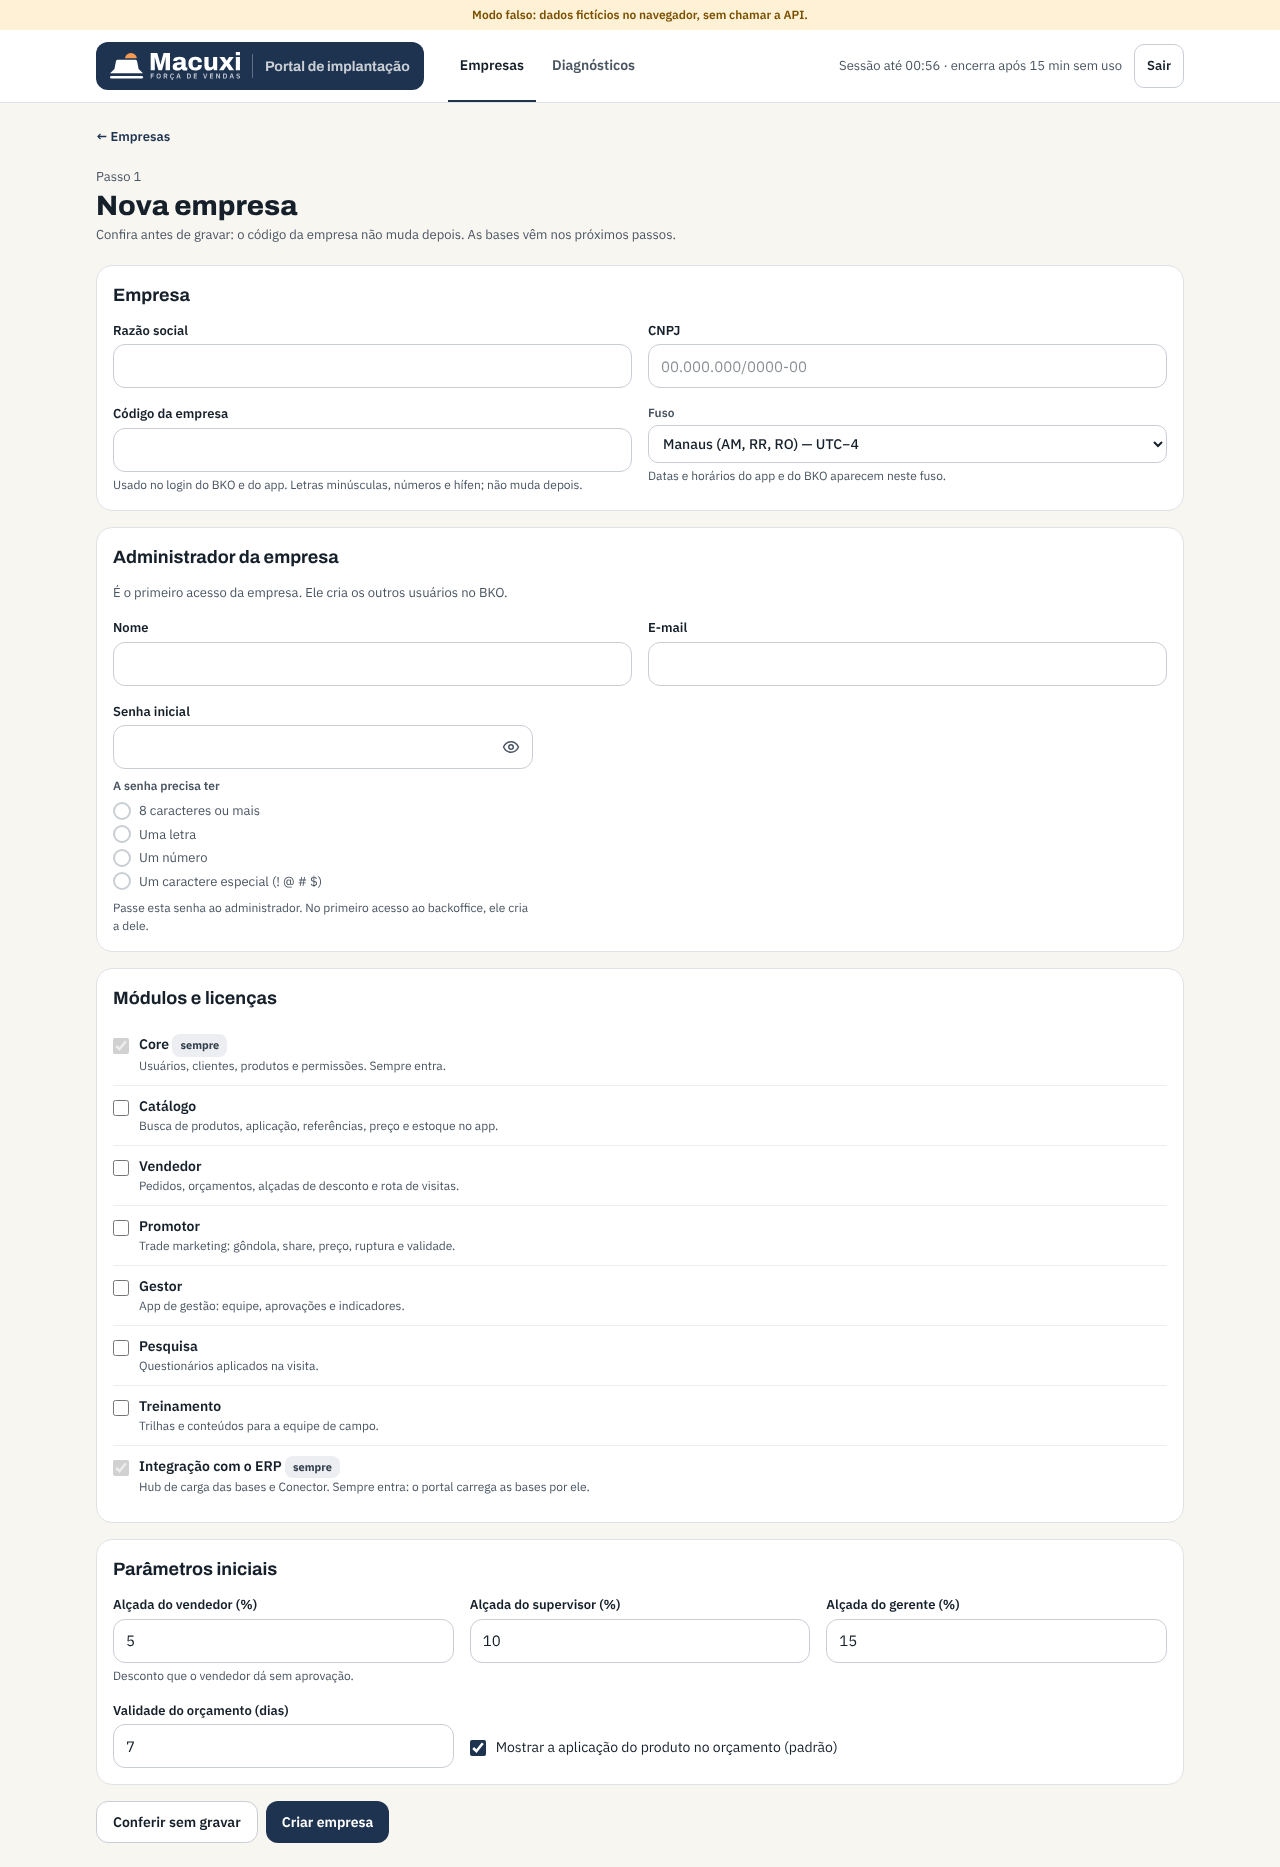 Modo falso: dados fictícios no navegador, sem chamar a API.
Macuxi
FORÇA DE VENDAS
Portal de implantação
Empresas
Diagnósticos
Sessão até 00:56 · encerra após 15 min sem uso
Sair
← Empresas
Passo 1
Nova empresa
Confira antes de gravar: o código da empresa não muda depois. As bases vêm nos próximos passos.
Empresa
Razão social
CNPJ
00.000.000/0000-00
Código da empresa
Fuso
Manaus (AM, RR, RO) — UTC−4
Usado no login do BKO e do app. Letras minúsculas, números e hífen; não muda depois.
Datas e horários do app e do BKO aparecem neste fuso.
Administrador da empresa
É o primeiro acesso da empresa. Ele cria os outros usuários no BKO.
Nome
E-mail
Senha inicial
A senha precisa ter
8 caracteres ou mais
Uma letra
Um número
Um caractere especial (! @ # $)
Passe esta senha ao administrador. No primeiro acesso ao backoffice, ele cria
a dele.
Módulos e licenças
Core sempre
Usuários, clientes, produtos e permissões. Sempre entra.
Catálogo
Busca de produtos, aplicação, referências, preço e estoque no app.
Vendedor
Pedidos, orçamentos, alçadas de desconto e rota de visitas.
Promotor
Trade marketing: gôndola, share, preço, ruptura e validade.
Gestor
App de gestão: equipe, aprovações e indicadores.
Pesquisa
Questionários aplicados na visita.
Treinamento
Trilhas e conteúdos para a equipe de campo.
Integração com o ERP sempre
Hub de carga das bases e Conector. Sempre entra: o portal carrega as bases por ele.
Parâmetros iniciais
Alçada do vendedor (%)
Alçada do supervisor (%)
Alçada do gerente (%)
5
10
15
Desconto que o vendedor dá sem aprovação.
Validade do orçamento (dias)
7
Mostrar a aplicação do produto no orçamento (padrão)
Conferir sem gravar
Criar empresa